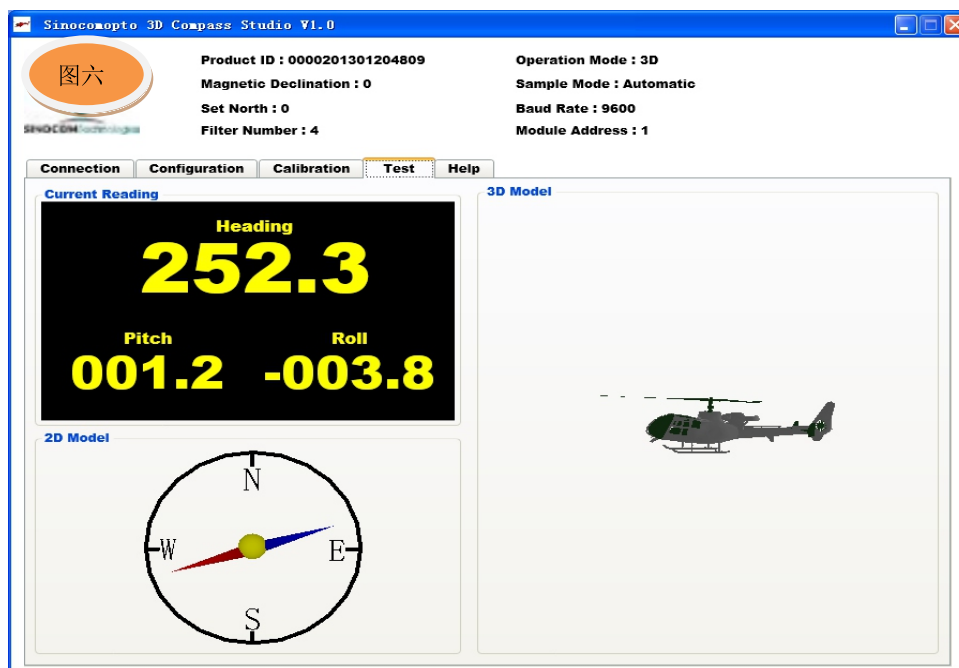 Sinocomopto 3D Compass Studio V1.0
图六
Product ID : 0000201301204809
Magnetic Declination : 0
Set North : 0
Filter Number : 4
Operation Mode : 3D
Sample Mode : Automatic
Baud Rate : 9600
Module Address : 1
SINOCOM Technologies
Connection Configuration Calibration Test Help
Current Reading
Heading
252.3
Pitch Roll
001.2 -003.8
2D Model
N
W E
S
3D Model